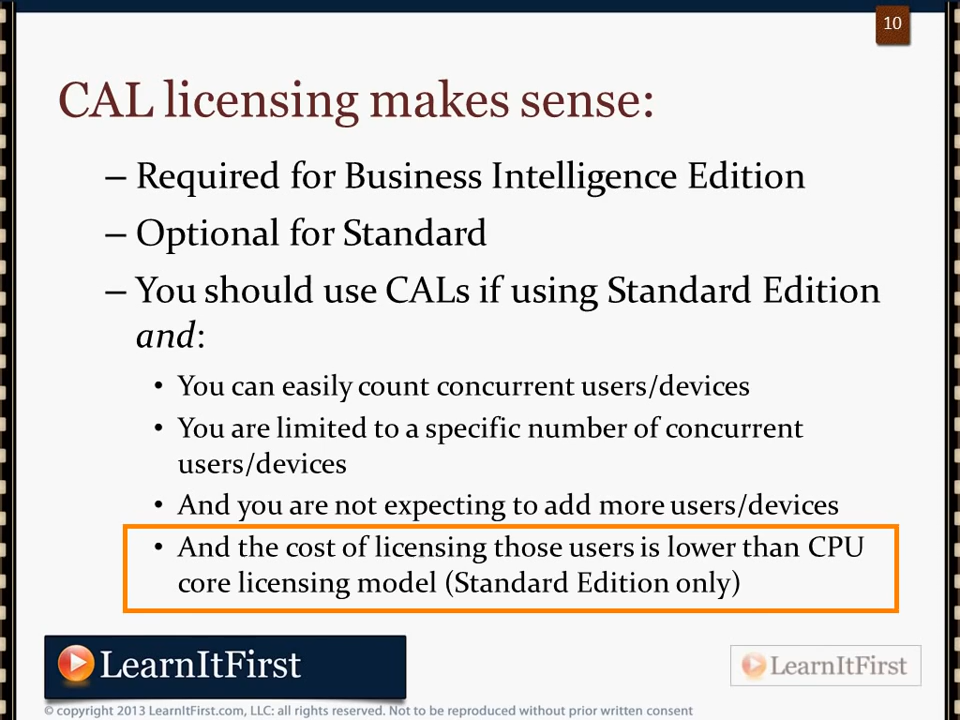 10
CAL licensing makes sense:
– Required for Business Intelligence Edition
– Optional for Standard
– You should use CALs if using Standard Edition
and:
• You can easily count concurrent users/devices
• You are limited to a specific number of concurrent
users/devices
• And you are not expecting to add more users/devices
• And the cost of licensing those users is lower than CPU
core licensing model (Standard Edition only)
LearnItFirst
LearnItFirst
© copyright 2013 LearnItFirst.com, LLC: all rights reserved. Not to be reproduced without prior written consent